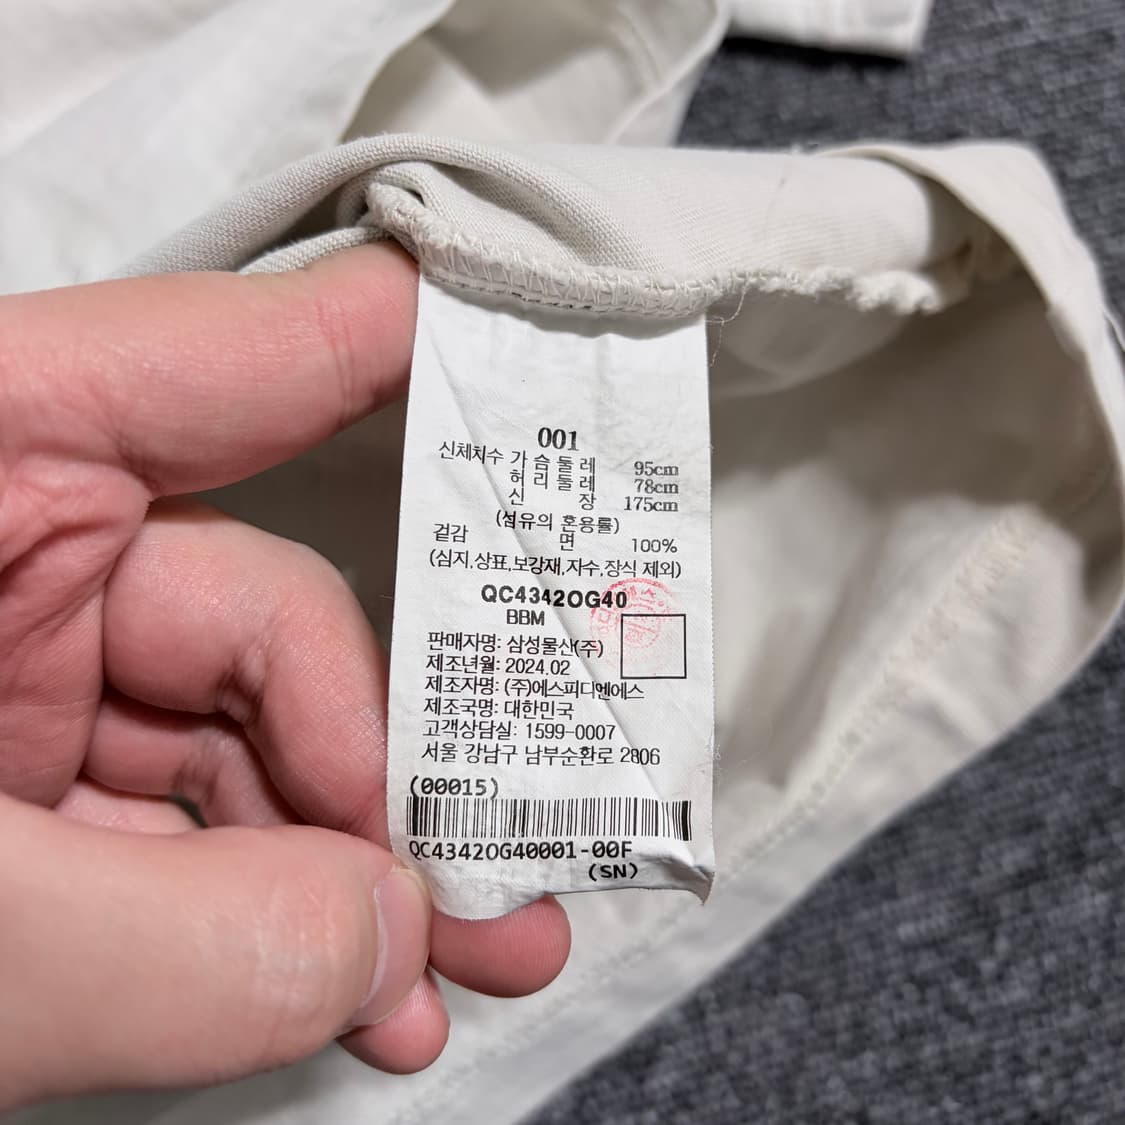 001
신체치수 가슴둘레 95cm
허리둘레 78cm
신 장 175cm
(섬유의 혼용률)
겉감 면 100%
(심지,상표,보강재,자수,장식 제외)
QC4342OG40
BBM
판매자명: 삼성물산(주)
제조년월: 2024.02
제조자명: (주)에스피디엔에스
제조국명: 대한민국
고객상담실: 1599-0007
서울 강남구 남부순환로 2806
(00015)
QC4342OG40001-00F
(SN)